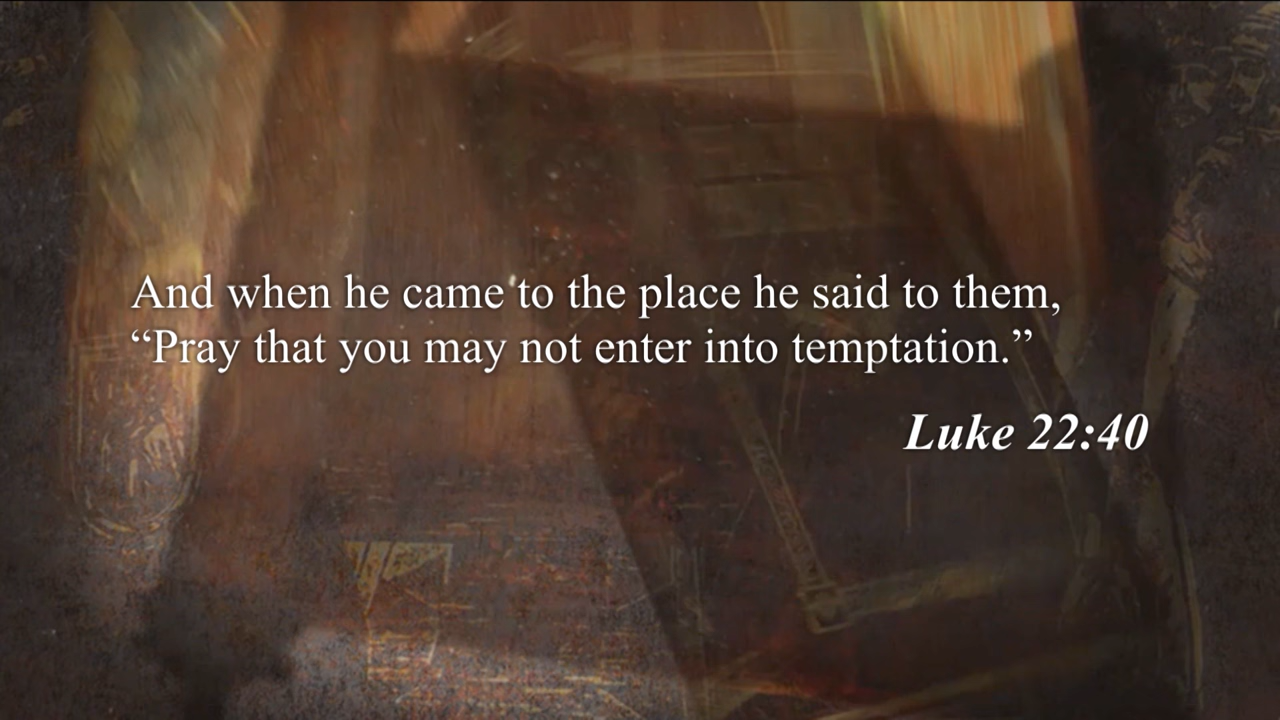 And when he came to the place he said to them,
“Pray that you may not enter into temptation.”
Luke 22:40